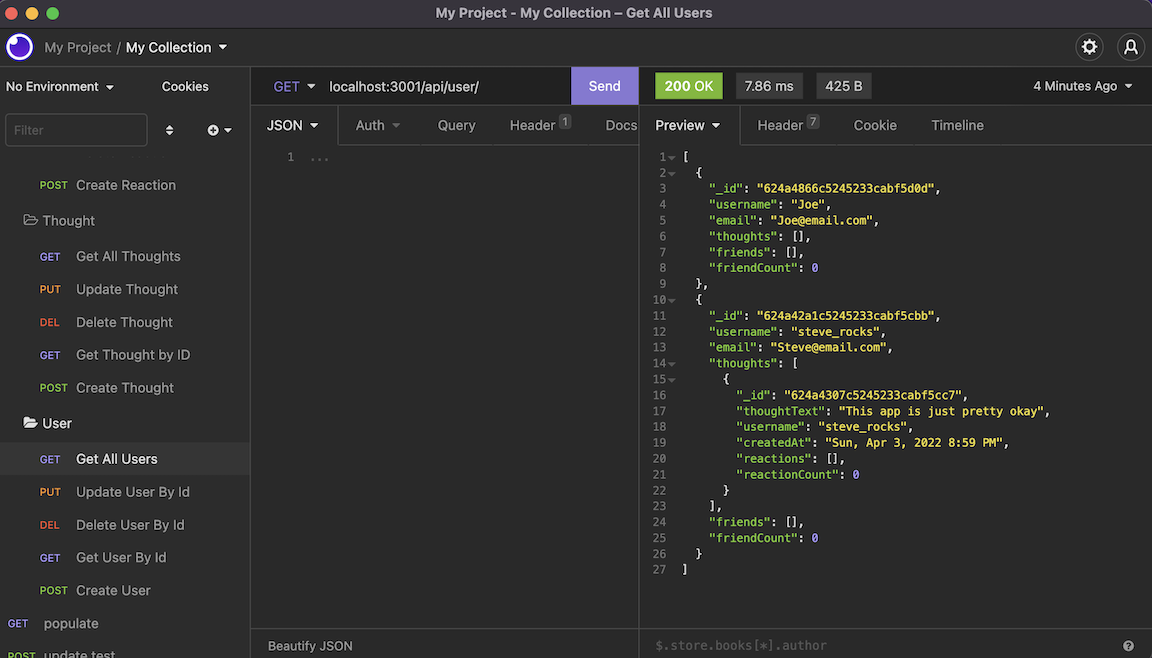 My Project - My Collection – Get All Users
My Project / My Collection
No Environment
Cookies
Filter
POST Create Reaction
Thought
GET Get All Thoughts
PUT Update Thought
DEL Delete Thought
GET Get Thought by ID
POST Create Thought
User
GET Get All Users
PUT Update User By Id
DEL Delete User By Id
GET Get User By Id
POST Create User
GET populate
POST update test
GET localhost:3001/api/user/ Send
JSON Auth Query Header 1 Docs
1 ...
Beautify JSON
200 OK 7.86 ms 425 B 4 Minutes Ago
Preview Header 7 Cookie Timeline
1 [
2 {
3 "_id": "624a4866c5245233cabf5d0d",
4 "username": "Joe",
5 "email": "Joe@email.com",
6 "thoughts": [],
7 "friends": [],
8 "friendCount": 0
9 },
10 {
11 "_id": "624a42a1c5245233cabf5cbb",
12 "username": "steve_rocks",
13 "email": "Steve@email.com",
14 "thoughts": [
15 {
16 "_id": "624a4307c5245233cabf5cc7",
17 "thoughtText": "This app is just pretty okay",
18 "username": "steve_rocks",
19 "createdAt": "Sun, Apr 3, 2022 8:59 PM",
20 "reactions": [],
21 "reactionCount": 0
22 }
23 ],
24 "friends": [],
25 "friendCount": 0
26 }
27 ]
$.store.books[*].author